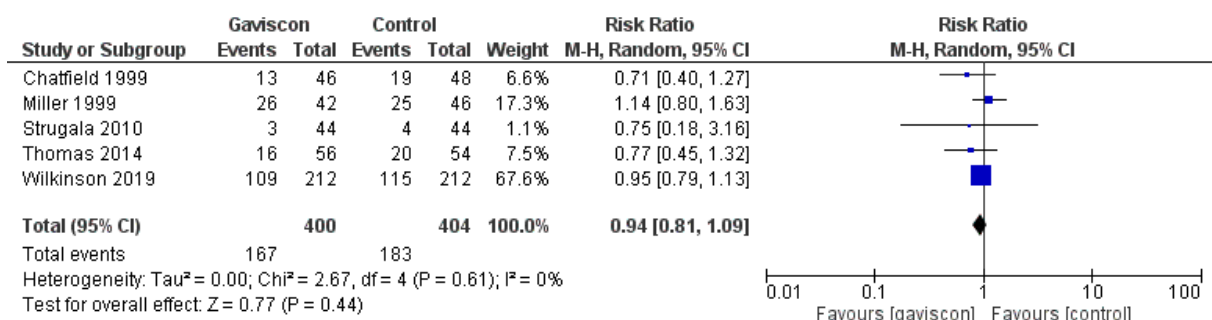 Gaviscon Control Risk Ratio Risk Ratio
Study or Subgroup Events Total Events Total Weight M-H, Random, 95% CI M-H, Random, 95% CI
Chatfield 1999 13 46 19 48 6.6% 0.71 [0.40, 1.27]
Miller 1999 26 42 25 46 17.3% 1.14 [0.80, 1.63]
Strugala 2010 3 44 4 44 1.1% 0.75 [0.18, 3.16]
Thomas 2014 16 56 20 54 7.5% 0.77 [0.45, 1.32]
Wilkinson 2019 109 212 115 212 67.6% 0.95 [0.79, 1.13]
Total (95% CI) 400 404 100.0% 0.94 [0.81, 1.09]
Total events 167 183
Heterogeneity: Tau² = 0.00; Chi² = 2.67, df = 4 (P = 0.61); I² = 0%
Test for overall effect: Z = 0.77 (P = 0.44)
0.01 0.1 1 10 100
Favours [gaviscon] Favours [control]